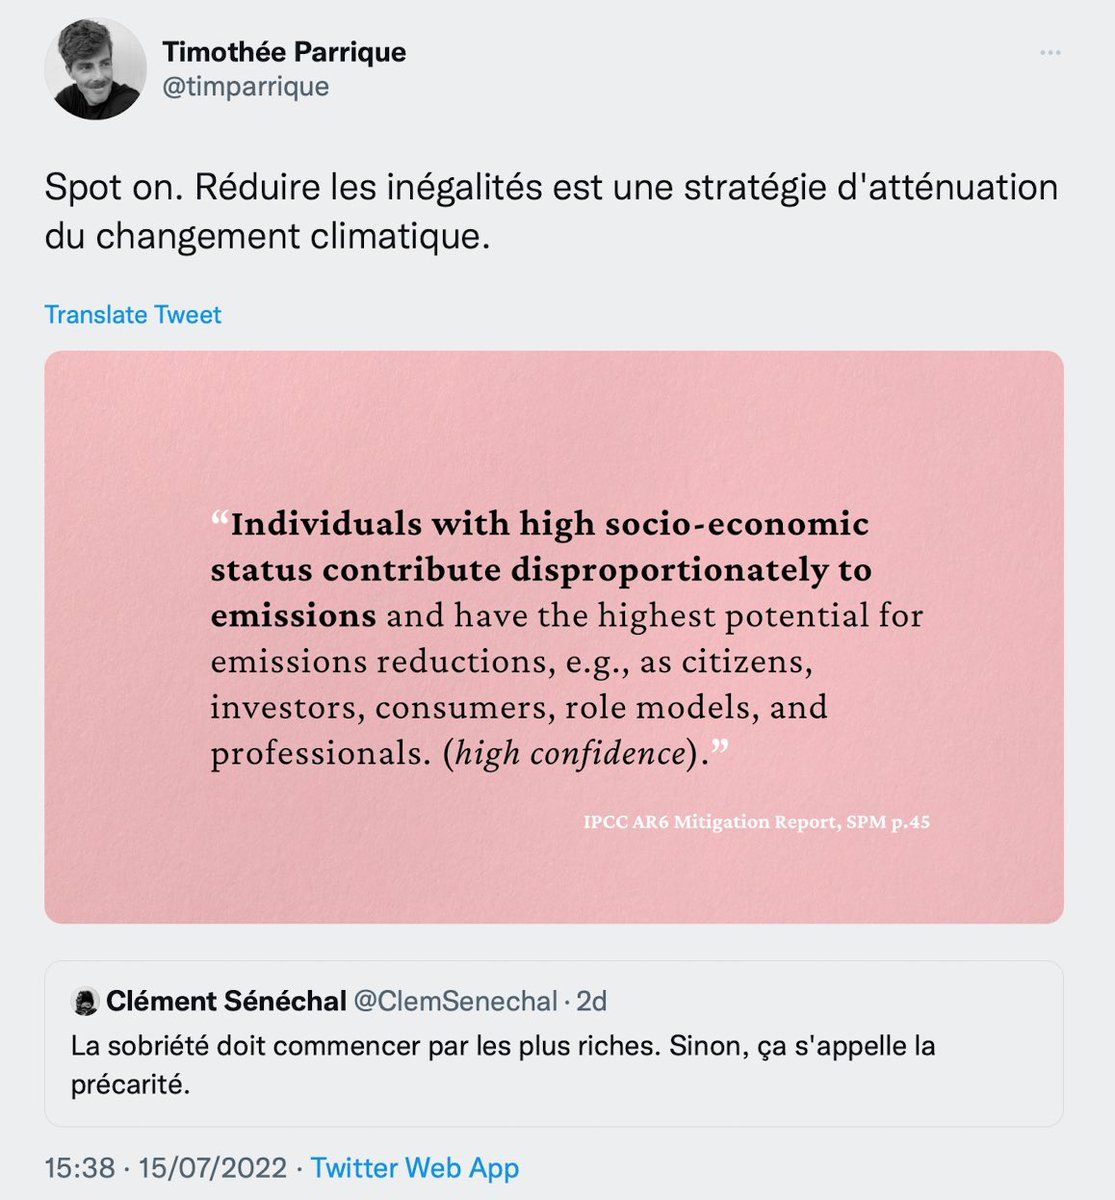 Timothée Parrique
@timparrique
Spot on. Réduire les inégalités est une stratégie d'atténuation
du changement climatique.
Translate Tweet
“Individuals with high socio-economic
status contribute disproportionately to
emissions and have the highest potential for
emissions reductions, e.g., as citizens,
investors, consumers, role models, and
professionals. (high confidence).”
IPCC AR6 Mitigation Report, SPM p.45
Clément Sénéchal @ClemSenechal · 2d
La sobriété doit commencer par les plus riches. Sinon, ça s'appelle la
précarité.
15:38 · 15/07/2022 · Twitter Web App